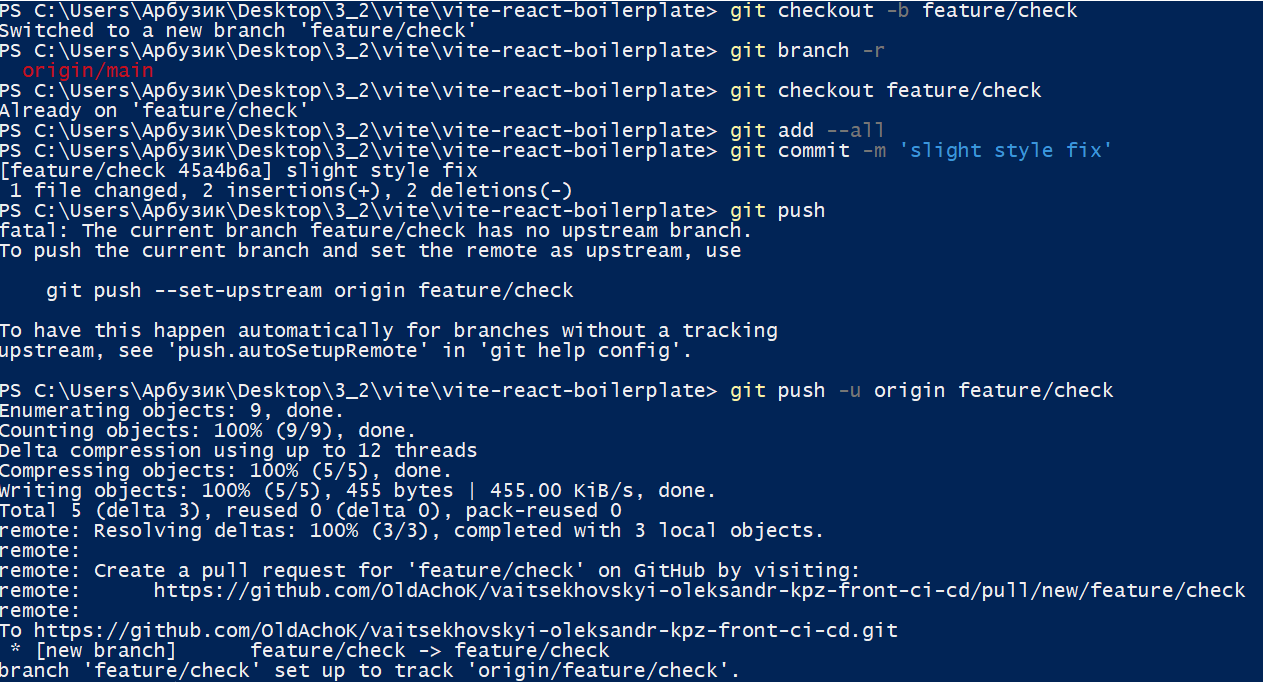 PS C:\Users\Арбузик\Desktop\3_2\vite\vite-react-boilerplate> git checkout -b feature/check
Switched to a new branch 'feature/check'
PS C:\Users\Арбузик\Desktop\3_2\vite\vite-react-boilerplate> git branch -r
  origin/main
PS C:\Users\Арбузик\Desktop\3_2\vite\vite-react-boilerplate> git checkout feature/check
Already on 'feature/check'
PS C:\Users\Арбузик\Desktop\3_2\vite\vite-react-boilerplate> git add --all
PS C:\Users\Арбузик\Desktop\3_2\vite\vite-react-boilerplate> git commit -m 'slight style fix'
[feature/check 45a4b6a] slight style fix
 1 file changed, 2 insertions(+), 2 deletions(-)
PS C:\Users\Арбузик\Desktop\3_2\vite\vite-react-boilerplate> git push
fatal: The current branch feature/check has no upstream branch.
To push the current branch and set the remote as upstream, use
    git push --set-upstream origin feature/check
To have this happen automatically for branches without a tracking
upstream, see 'push.autoSetupRemote' in 'git help config'.
PS C:\Users\Арбузик\Desktop\3_2\vite\vite-react-boilerplate> git push -u origin feature/check
Enumerating objects: 9, done.
Counting objects: 100% (9/9), done.
Delta compression using up to 12 threads
Compressing objects: 100% (5/5), done.
Writing objects: 100% (5/5), 455 bytes | 455.00 KiB/s, done.
Total 5 (delta 3), reused 0 (delta 0), pack-reused 0
remote: Resolving deltas: 100% (3/3), completed with 3 local objects.
remote:
remote: Create a pull request for 'feature/check' on GitHub by visiting:
remote:      https://github.com/OldAchoK/vaitsekhovskyi-oleksandr-kpz-front-ci-cd/pull/new/feature/check
remote:
To https://github.com/OldAchoK/vaitsekhovskyi-oleksandr-kpz-front-ci-cd.git
 * [new branch]      feature/check -> feature/check
branch 'feature/check' set up to track 'origin/feature/check'.